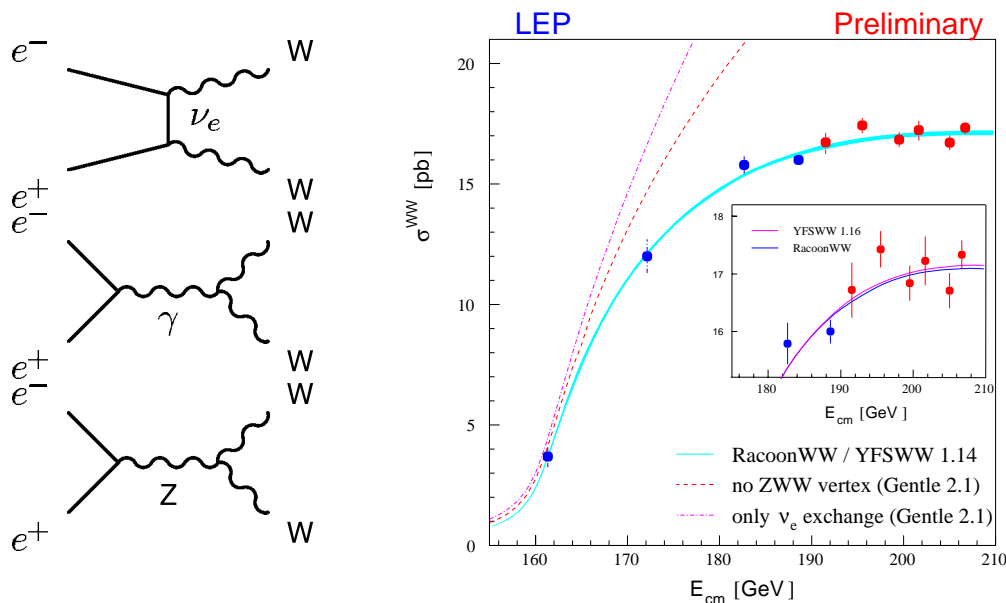 e⁻ W
ν_e
e⁺ W
e⁻ W
γ
e⁺ W
e⁻ W
Z
e⁺ W
LEP Preliminary
σ^WW [pb]
20
15
10
5
0
160 170 180 190 200 210
E_cm [GeV]
RacoonWW / YFSWW 1.14
no ZWW vertex (Gentle 2.1)
only ν_e exchange (Gentle 2.1)
18
17
16
YFSWW 1.16
RacoonWW
180 190 200 210
E_cm [GeV]